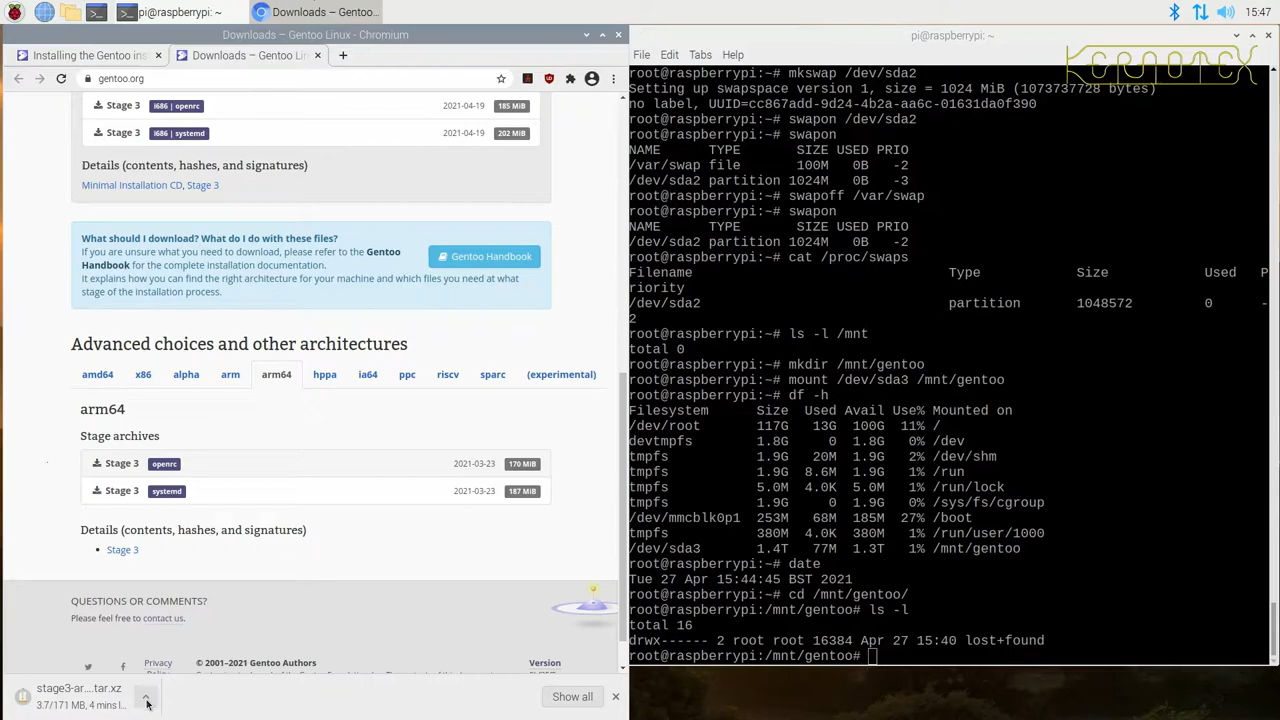 pi@raspberrypi: ~
Downloads – Gentoo L...
15:47
Downloads – Gentoo Linux - Chromium
Installing the Gentoo ins
Downloads – Gentoo Lin
gentoo.org
Stage 3 i686 | openrc 2021-04-19 185 MiB
Stage 3 i686 | systemd 2021-04-19 202 MiB
Details (contents, hashes, and signatures)
Minimal Installation CD, Stage 3
What should I download? What do I do with these files?
If you are unsure what you need to download, please refer to the Gentoo
Handbook for the complete installation documentation.
It explains how you can find the right architecture for your machine and which files you need at what
stage of the installation process.
Gentoo Handbook
Advanced choices and other architectures
amd64 x86 alpha arm arm64 hppa ia64 ppc riscv sparc (experimental)
arm64
Stage archives
Stage 3 openrc 2021-03-23 170 MiB
Stage 3 systemd 2021-03-23 187 MiB
Details (contents, hashes, and signatures)
Stage 3
QUESTIONS OR COMMENTS?
Please feel free to contact us.
Privacy
© 2001–2021 Gentoo Authors
Version
stage3-ar....tar.xz
3.7/171 MB, 4 mins l...
Show all
pi@raspberrypi: ~
File Edit Tabs Help
root@raspberrypi:~# mkswap /dev/sda2
Setting up swapspace version 1, size = 1024 MiB (1073737728 bytes)
no label, UUID=cc867adb-9d24-4b2a-aa6c-01631da0f390
root@raspberrypi:~# swapon /dev/sda2
root@raspberrypi:~# swapon
NAME TYPE SIZE USED PRIO
/var/swap file 100M 0B -2
/dev/sda2 partition 1024M 0B -3
root@raspberrypi:~# swapoff /var/swap
root@raspberrypi:~# swapon
NAME TYPE SIZE USED PRIO
/dev/sda2 partition 1024M 0B -2
root@raspberrypi:~# cat /proc/swaps
Filename Type Size Used P
riority
/dev/sda2 partition 1048572 0 -
2
root@raspberrypi:~# ls -l /mnt
total 0
root@raspberrypi:~# mkdir /mnt/gentoo
root@raspberrypi:~# mount /dev/sda3 /mnt/gentoo
root@raspberrypi:~# df -h
Filesystem Size Used Avail Use% Mounted on
/dev/root 117G 13G 100G 11% /
devtmpfs 1.8G 0 1.8G 0% /dev
tmpfs 1.9G 20M 1.9G 2% /dev/shm
tmpfs 1.9G 8.6M 1.9G 1% /run
tmpfs 5.0M 4.0K 5.0M 1% /run/lock
tmpfs 1.9G 0 1.9G 0% /sys/fs/cgroup
/dev/mmcblk0p1 253M 68M 185M 27% /boot
tmpfs 380M 4.0K 380M 1% /run/user/1000
/dev/sda3 1.4T 77M 1.3T 1% /mnt/gentoo
root@raspberrypi:~# date
Tue 27 Apr 15:44:45 BST 2021
root@raspberrypi:~# cd /mnt/gentoo/
root@raspberrypi:/mnt/gentoo# ls -l
total 16
drwx------ 2 root root 16384 Apr 27 15:40 lost+found
root@raspberrypi:/mnt/gentoo#